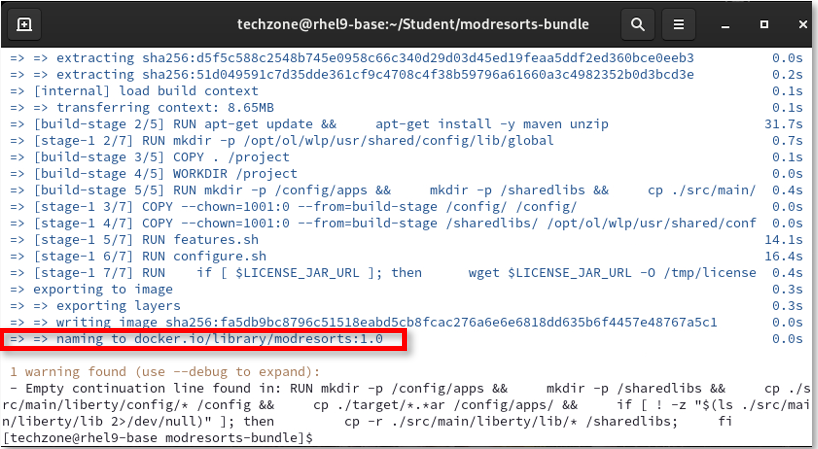 techzone@rhel9-base:~/Student/modresorts-bundle
=> => extracting sha256:d5f5c588c2548b745e0958c66c340d29d03d45ed19feaa5ddf2ed360bce0eeb3 0.0s
=> => extracting sha256:51d049591c7d35dde361cf9c4708c4f38b59796a61660a3c4982352b0d3bcd3e 0.2s
=> [internal] load build context 0.1s
=> => transferring context: 8.65MB 0.1s
=> [build-stage 2/5] RUN apt-get update &&     apt-get install -y maven unzip 31.7s
=> [stage-1 2/7] RUN mkdir -p /opt/ol/wlp/usr/shared/config/lib/global 0.7s
=> [build-stage 3/5] COPY . /project 0.1s
=> [build-stage 4/5] WORKDIR /project 0.0s
=> [build-stage 5/5] RUN mkdir -p /config/apps &&     mkdir -p /sharedlibs &&     cp ./src/main/ 0.4s
=> [stage-1 3/7] COPY --chown=1001:0 --from=build-stage /config/ /config/ 0.0s
=> [stage-1 4/7] COPY --chown=1001:0 --from=build-stage /sharedlibs/ /opt/ol/wlp/usr/shared/conf 0.0s
=> [stage-1 5/7] RUN features.sh 14.1s
=> [stage-1 6/7] RUN configure.sh 16.4s
=> [stage-1 7/7] RUN    if [ $LICENSE_JAR_URL ]; then      wget $LICENSE_JAR_URL -O /tmp/license 0.4s
=> exporting to image 0.3s
=> => exporting layers 0.3s
=> => writing image sha256:fa5db9bc8796c51518eabd5cb8fcac276a6e6e6818dd635b6f4457e48767a5c1 0.0s
=> => naming to docker.io/library/modresorts:1.0 0.0s
1 warning found (use --debug to expand):
- Empty continuation line found in: RUN mkdir -p /config/apps &&     mkdir -p /sharedlibs &&     cp ./s
rc/main/liberty/config/* /config &&     cp ./target/*.*ar /config/apps/ &&     if [ ! -z "$(ls ./src/mai
n/liberty/lib 2>/dev/null)" ]; then         cp -r ./src/main/liberty/lib/* /sharedlibs;     fi
[techzone@rhel9-base modresorts-bundle]$